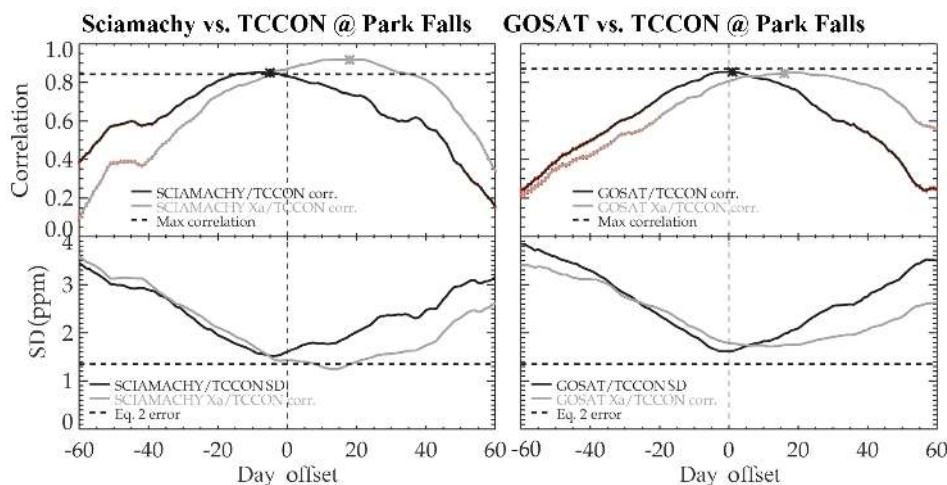 Sciamachy vs. TCCON @ Park Falls
GOSAT vs. TCCON @ Park Falls
1.0
0.8
0.6
0.4
0.2
0.0
Correlation
SCIAMACHY/TCCON corr.
SCIAMACHY Xa/TCCON corr.
Max correlation
GOSAT/TCCON corr.
GOSAT Xa/TCCON corr.
Max correlation
4
3
2
1
0
SD (ppm)
SCIAMACHY/TCCON SD
SCIAMACHY Xa/TCCON corr.
Eq. 2 error
GOSAT/TCCON SD
GOSAT Xa/TCCON corr.
Eq. 2 error
-60 -40 -20 0 20 40 60
-60 -40 -20 0 20 40 60
Day offset
Day offset